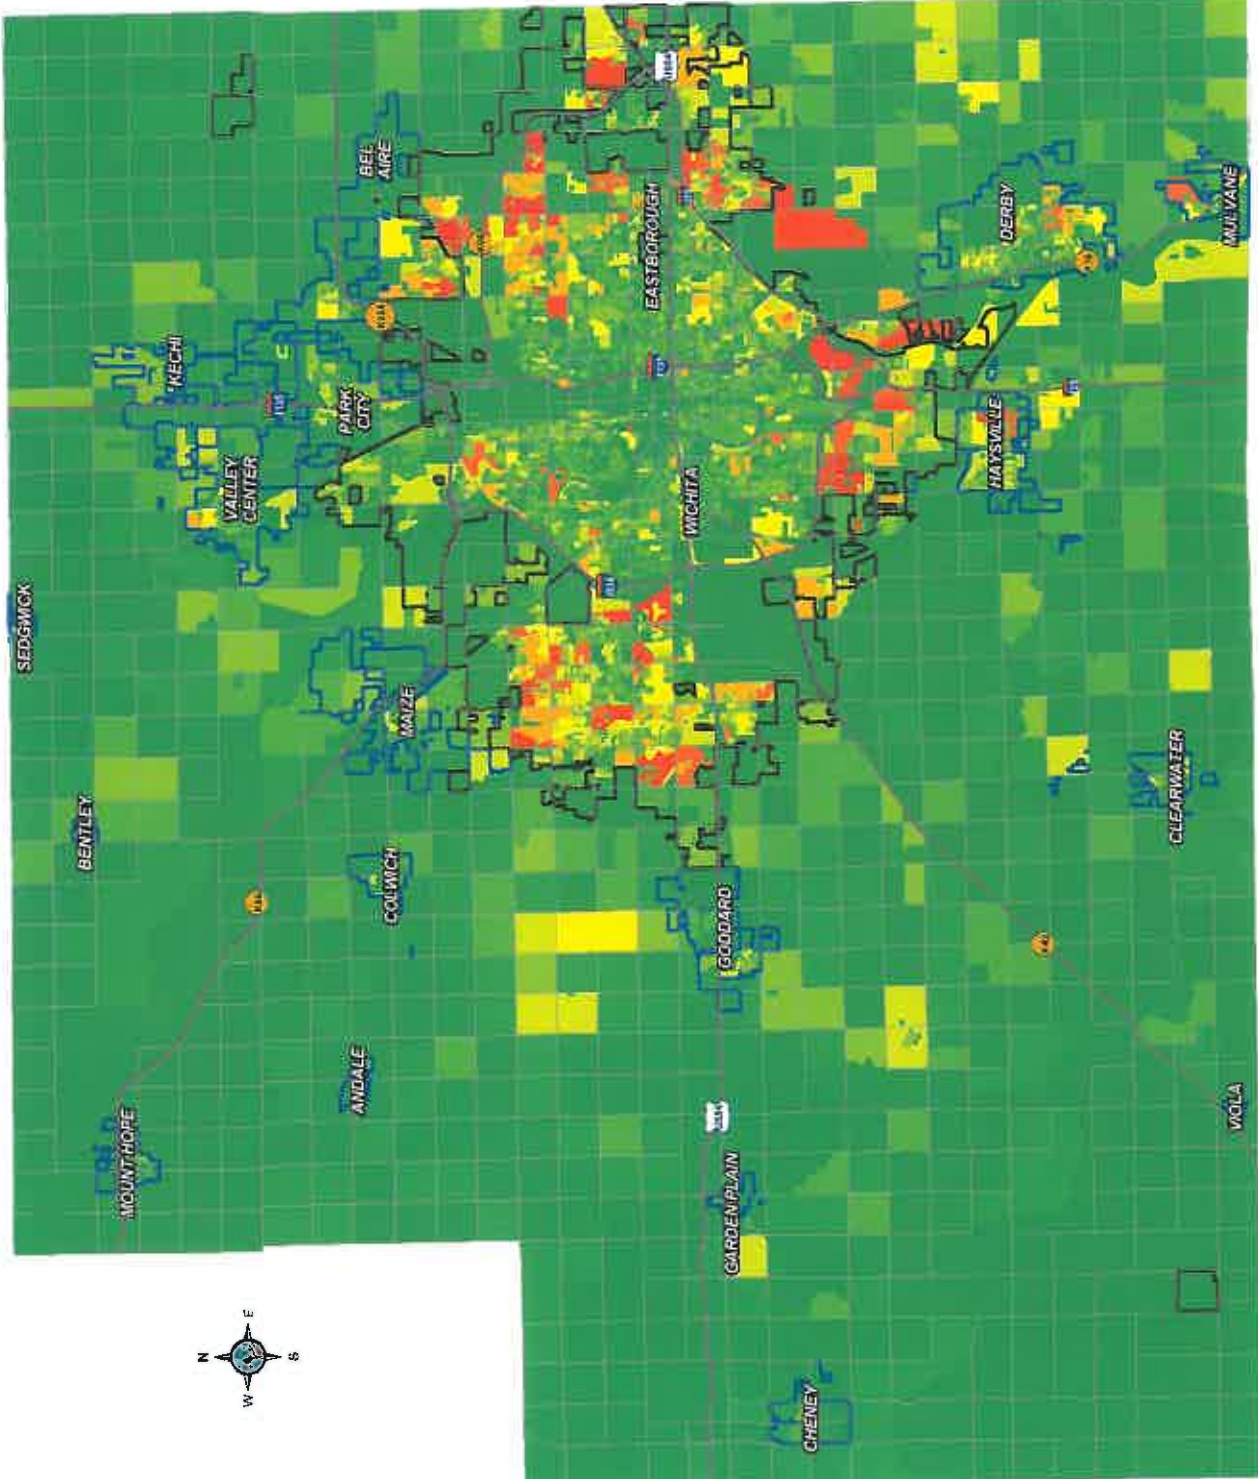 SEDGWICK
BENTLEY
MOUNT HOPE
KECHI
VALLEY
CENTER
PARK
CITY
BEL
AIRE
MAIZE
COLWICH
ANDALE
EASTBOROUGH
WICHITA
GODDARD
GARDEN PLAIN
CHENEY
DERBY
MULVANE
HAYSVILLE
CLEARWATER
VIOLA
N
E
S
W
I135